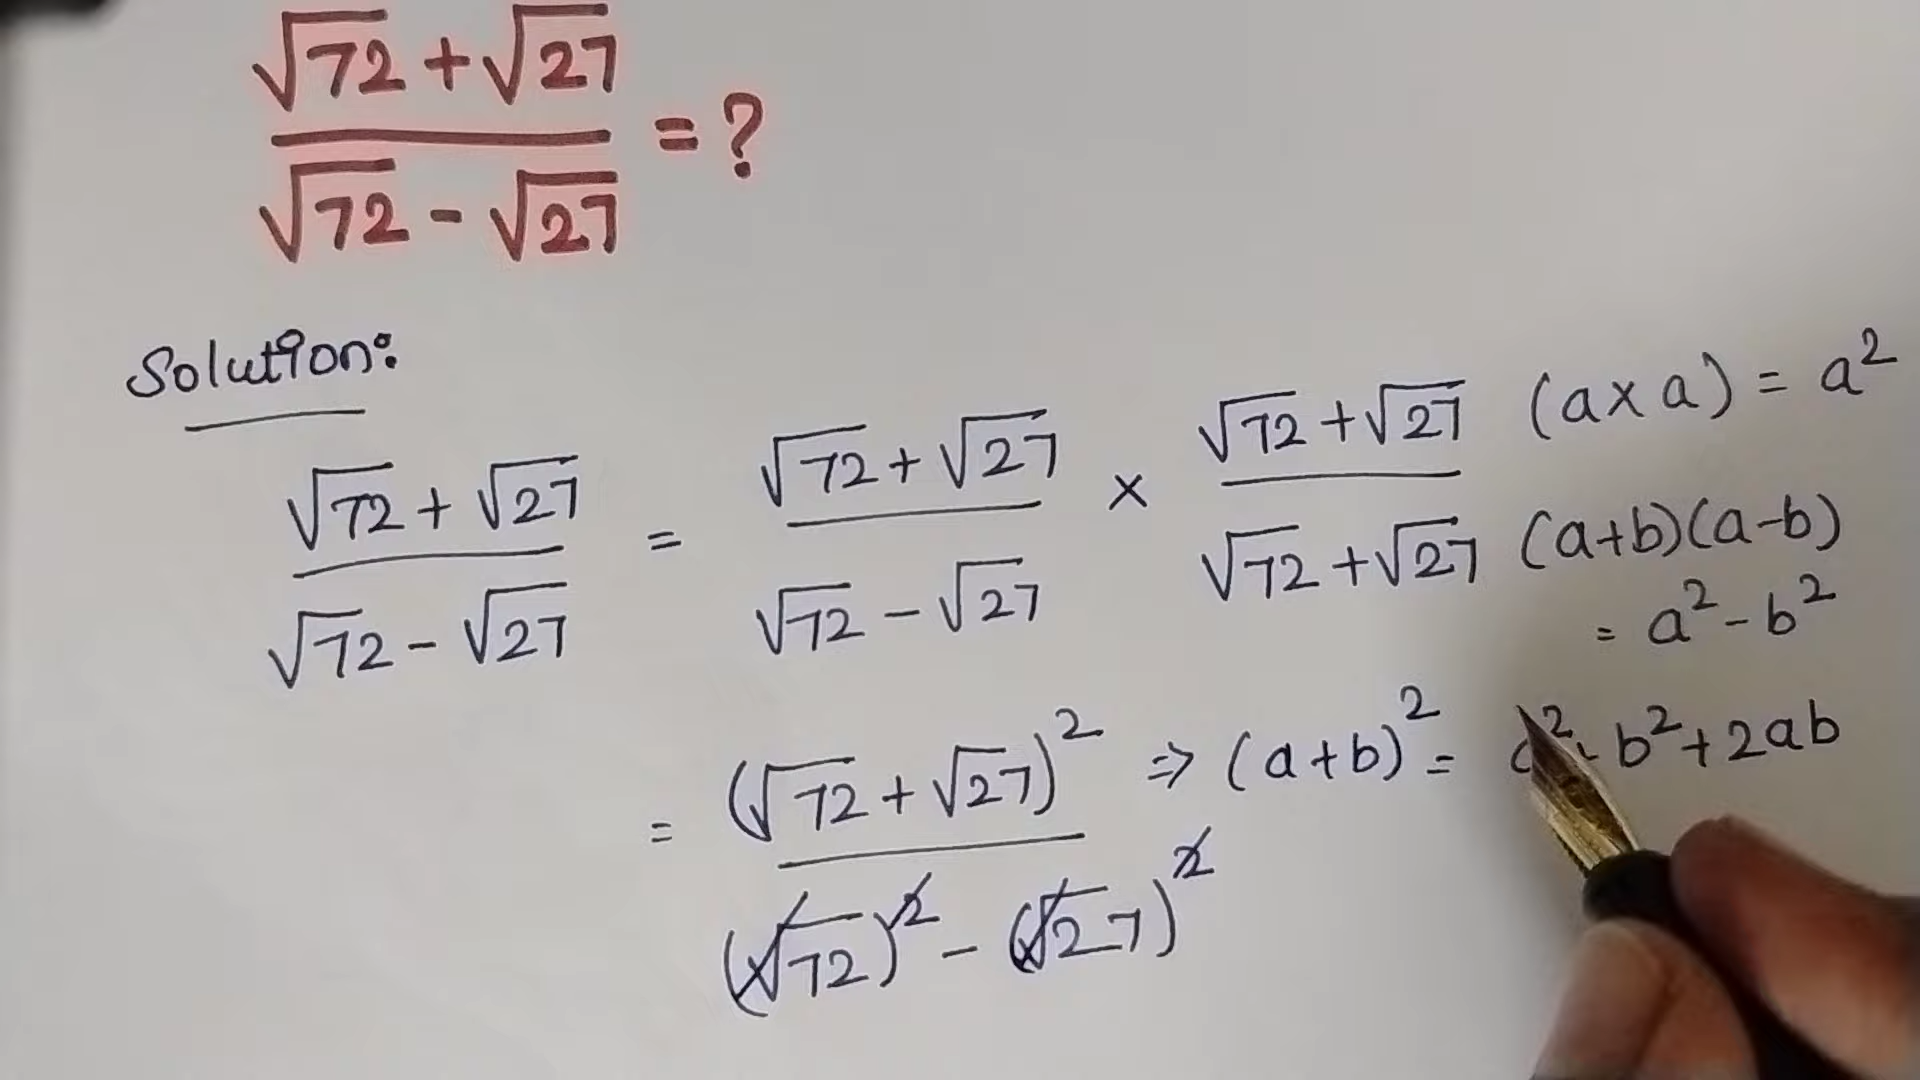 √72 + √27
= ?
√72 - √27
Solution:
√72 + √27 = √72 + √27 × √72 + √27 (a x a) = a²
√72 - √27 √72 - √27 √72 + √27 (a+b)(a-b)
= a² - b²
= (√72 + √27)² ⇒ (a+b)² = b² + 2ab
(√72)² - (√27)²